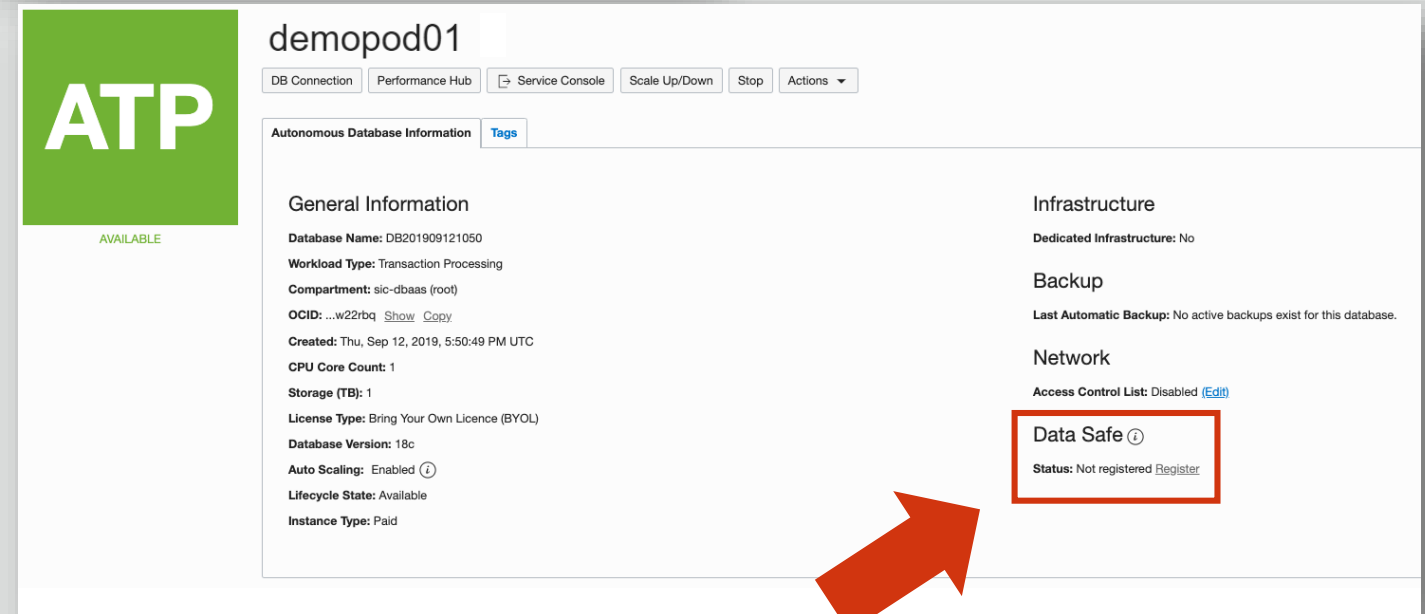 ATP
AVAILABLE
demopod01
DB Connection
Performance Hub
Service Console
Scale Up/Down
Stop
Actions
Autonomous Database Information
Tags
General Information
Database Name: DB201909121050
Workload Type: Transaction Processing
Compartment: sic-dbaas (root)
OCID: ...w22rbq Show Copy
Created: Thu, Sep 12, 2019, 5:50:49 PM UTC
CPU Core Count: 1
Storage (TB): 1
License Type: Bring Your Own Licence (BYOL)
Database Version: 18c
Auto Scaling: Enabled i
Lifecycle State: Available
Instance Type: Paid
Infrastructure
Dedicated Infrastructure: No
Backup
Last Automatic Backup: No active backups exist for this database.
Network
Access Control List: Disabled (Edit)
Data Safe i
Status: Not registered Register